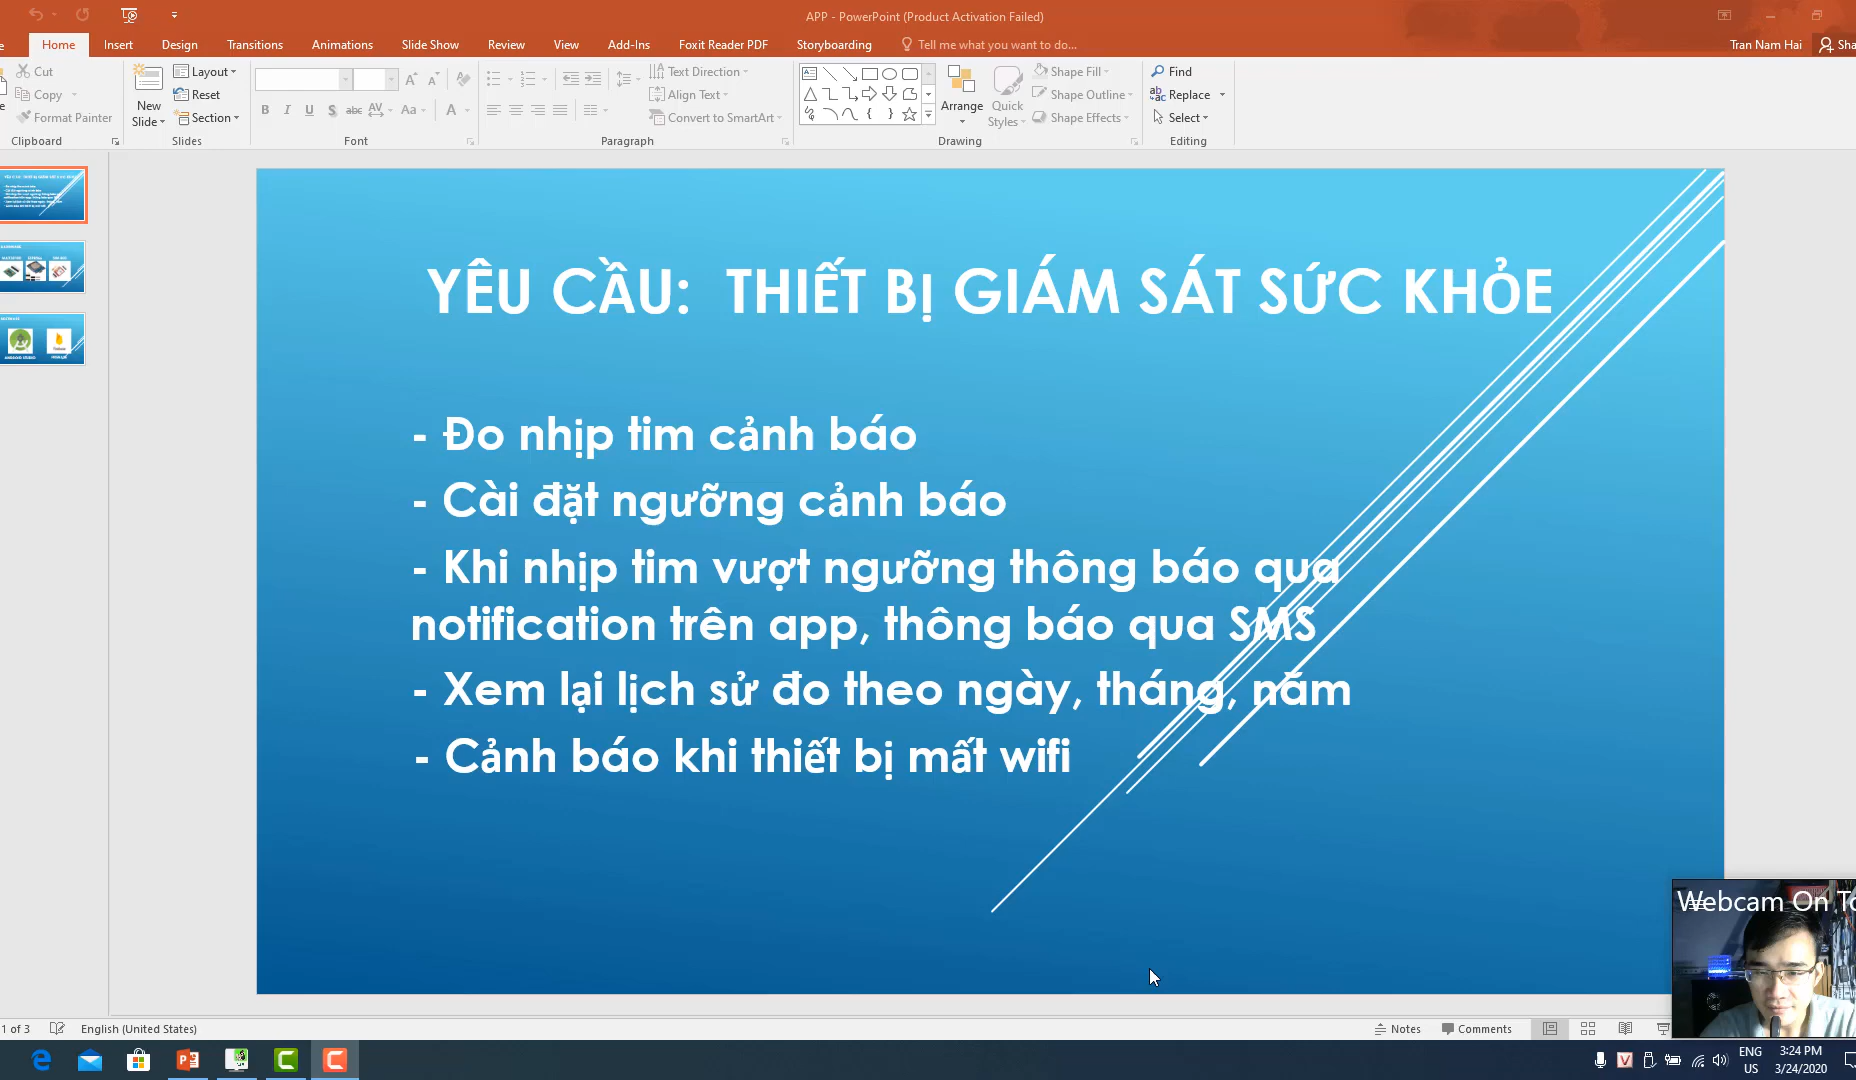 APP - PowerPoint (Product Activation Failed)
Home Insert Design Transitions Animations Slide Show Review View Add-Ins Foxit Reader PDF Storyboarding Tell me what you want to do... Tran Nam Hai Sha
Cut
Copy
Format Painter
Clipboard
New Slide
Layout
Reset
Section
Slides
B I U S abc AV Aa A
Font
Text Direction
Align Text
Convert to SmartArt
Paragraph
Arrange
Quick Styles
Shape Fill
Shape Outline
Shape Effects
Drawing
Find
Replace
Select
Editing
YÊU CẦU: THIẾT BỊ GIÁM SÁT SỨC KHỎE
- Đo nhịp tim cảnh báo
- Cài đặt ngưỡng cảnh báo
- Khi nhịp tim vượt ngưỡng thông báo qua
notification trên app, thông báo qua SMS
- Xem lại lịch sử đo theo ngày, tháng, năm
- Cảnh báo khi thiết bị mất wifi
Webcam On To
1 of 3 English (United States) Notes Comments
ENG
US
3:24 PM
3/24/2020